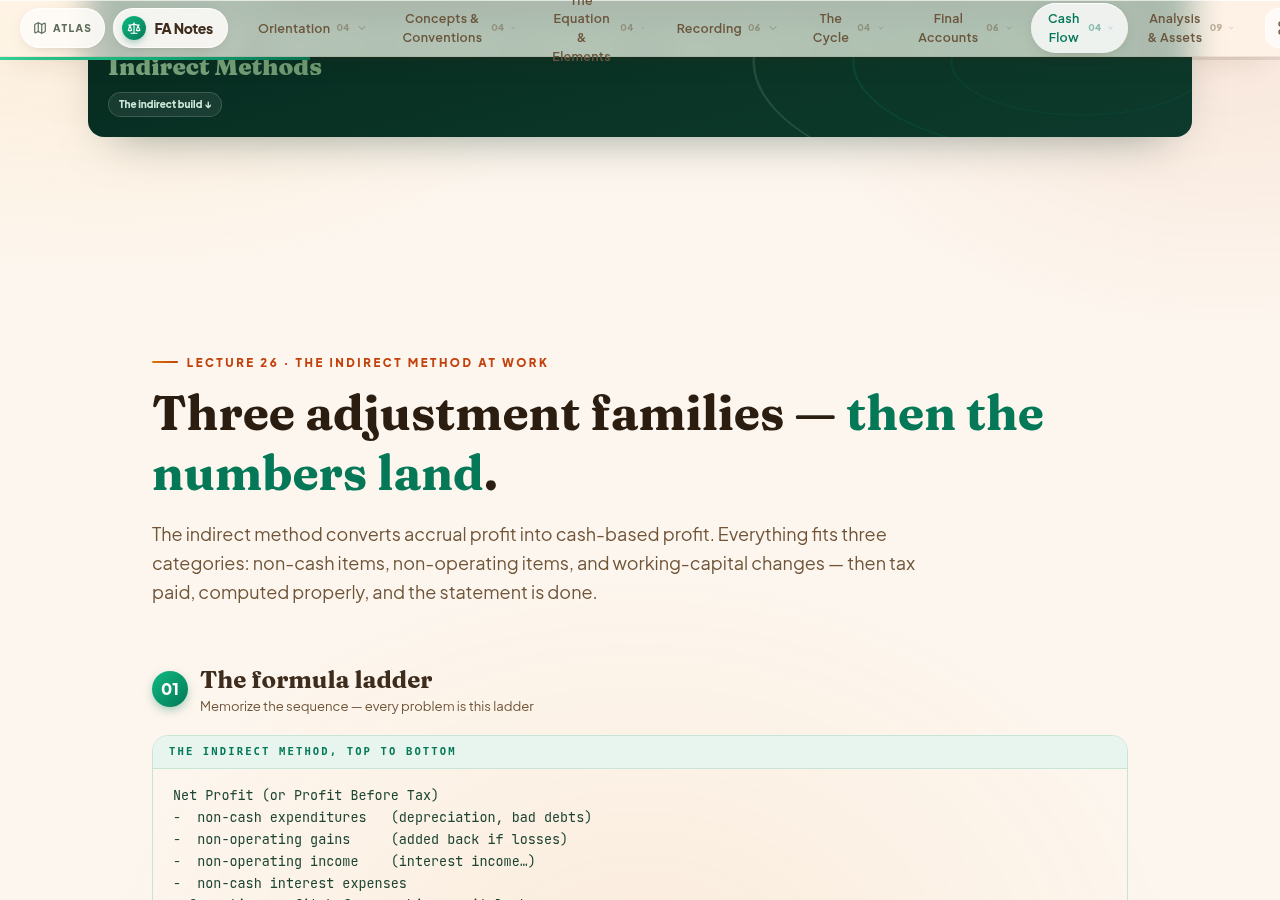 ATLAS
FA Notes
Orientation 04
Concepts & Conventions 04
The Equation & Elements 04
Recording 06
The Cycle 04
Final Accounts 06
Cash Flow 04
Analysis & Assets 09
Indirect Methods
The indirect build ↓
LECTURE 26 · THE INDIRECT METHOD AT WORK
Three adjustment families — then the
numbers land.
The indirect method converts accrual profit into cash-based profit. Everything fits three
categories: non-cash items, non-operating items, and working-capital changes — then tax
paid, computed properly, and the statement is done.
01
The formula ladder
Memorize the sequence — every problem is this ladder
THE INDIRECT METHOD, TOP TO BOTTOM
Net Profit (or Profit Before Tax)
- non-cash expenditures (depreciation, bad debts)
- non-operating gains (added back if losses)
- non-operating income (interest income…)
- non-cash interest expenses